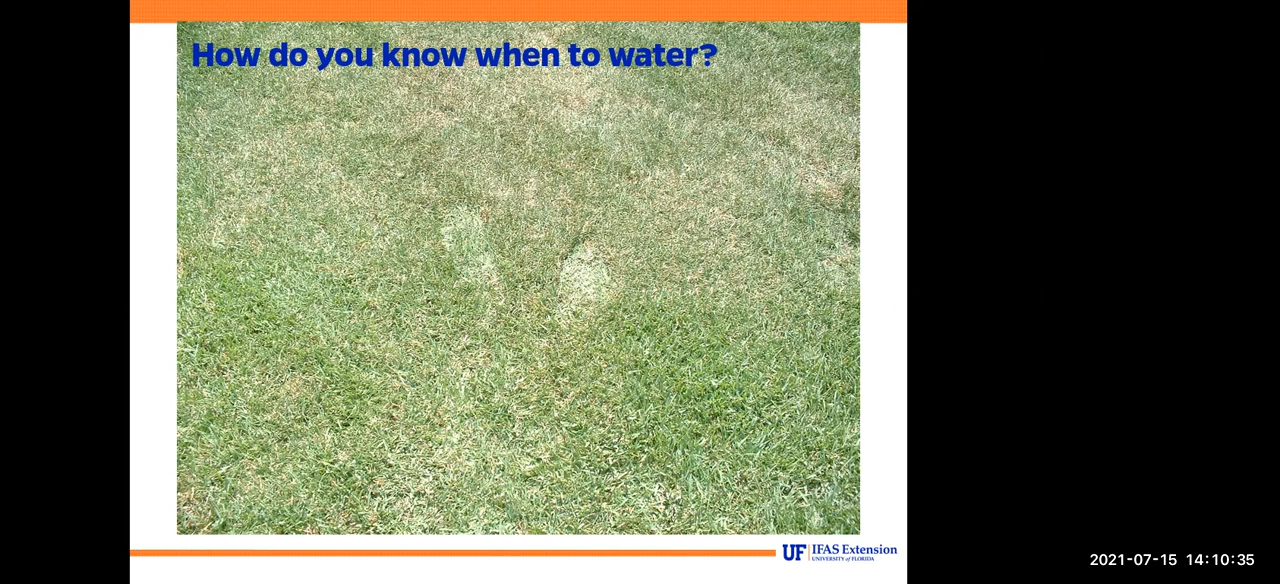 How do you know when to water?
UF IFAS Extension
UNIVERSITY of FLORIDA
2021-07-15 14:10:35